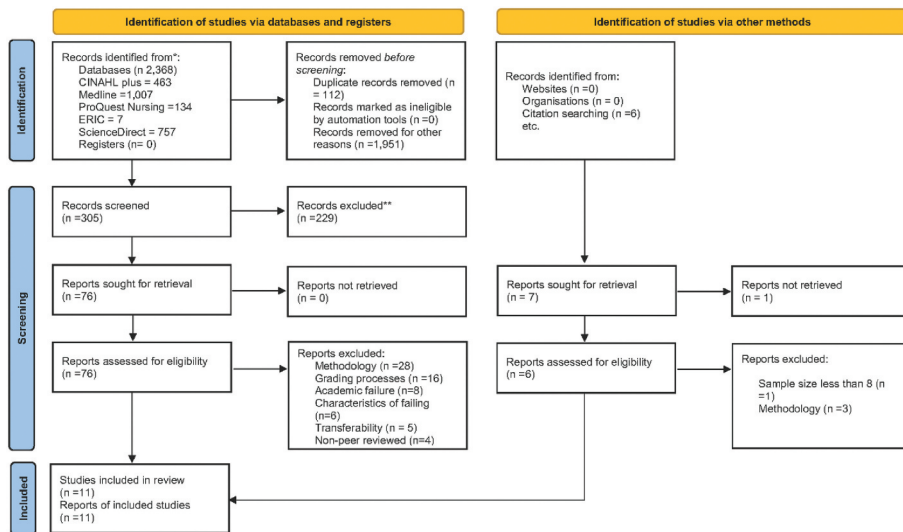 Identification of studies via databases and registers
Identification of studies via other methods
Identification
Records identified from*:
Databases (n 2,368)
CINAHL plus = 463
Medline =1,007
ProQuest Nursing =134
ERIC = 7
ScienceDirect = 757
Registers (n= 0)
Records removed before
screening:
Duplicate records removed (n
= 112)
Records marked as ineligible
by automation tools (n =0)
Records removed for other
reasons (n =1,951)
Records identified from:
Websites (n =0)
Organisations (n = 0)
Citation searching (n =6)
etc.
Screening
Records screened
(n =305)
Records excluded**
(n =229)
Reports sought for retrieval
(n =76)
Reports not retrieved
(n = 0)
Reports sought for retrieval
(n = 7)
Reports not retrieved
(n = 1)
Reports assessed for eligibility
(n =76)
Reports excluded:
Methodology (n =28)
Grading processes (n =16)
Academic failure (n=8)
Characteristics of failing
(n=6)
Transferability (n = 5)
Non-peer reviewed (n=4)
Reports assessed for eligibility
(n =6)
Reports excluded:
Sample size less than 8 (n
=1)
Methodology (n =3)
Included
Studies included in review
(n =11)
Reports of included studies
(n =11)